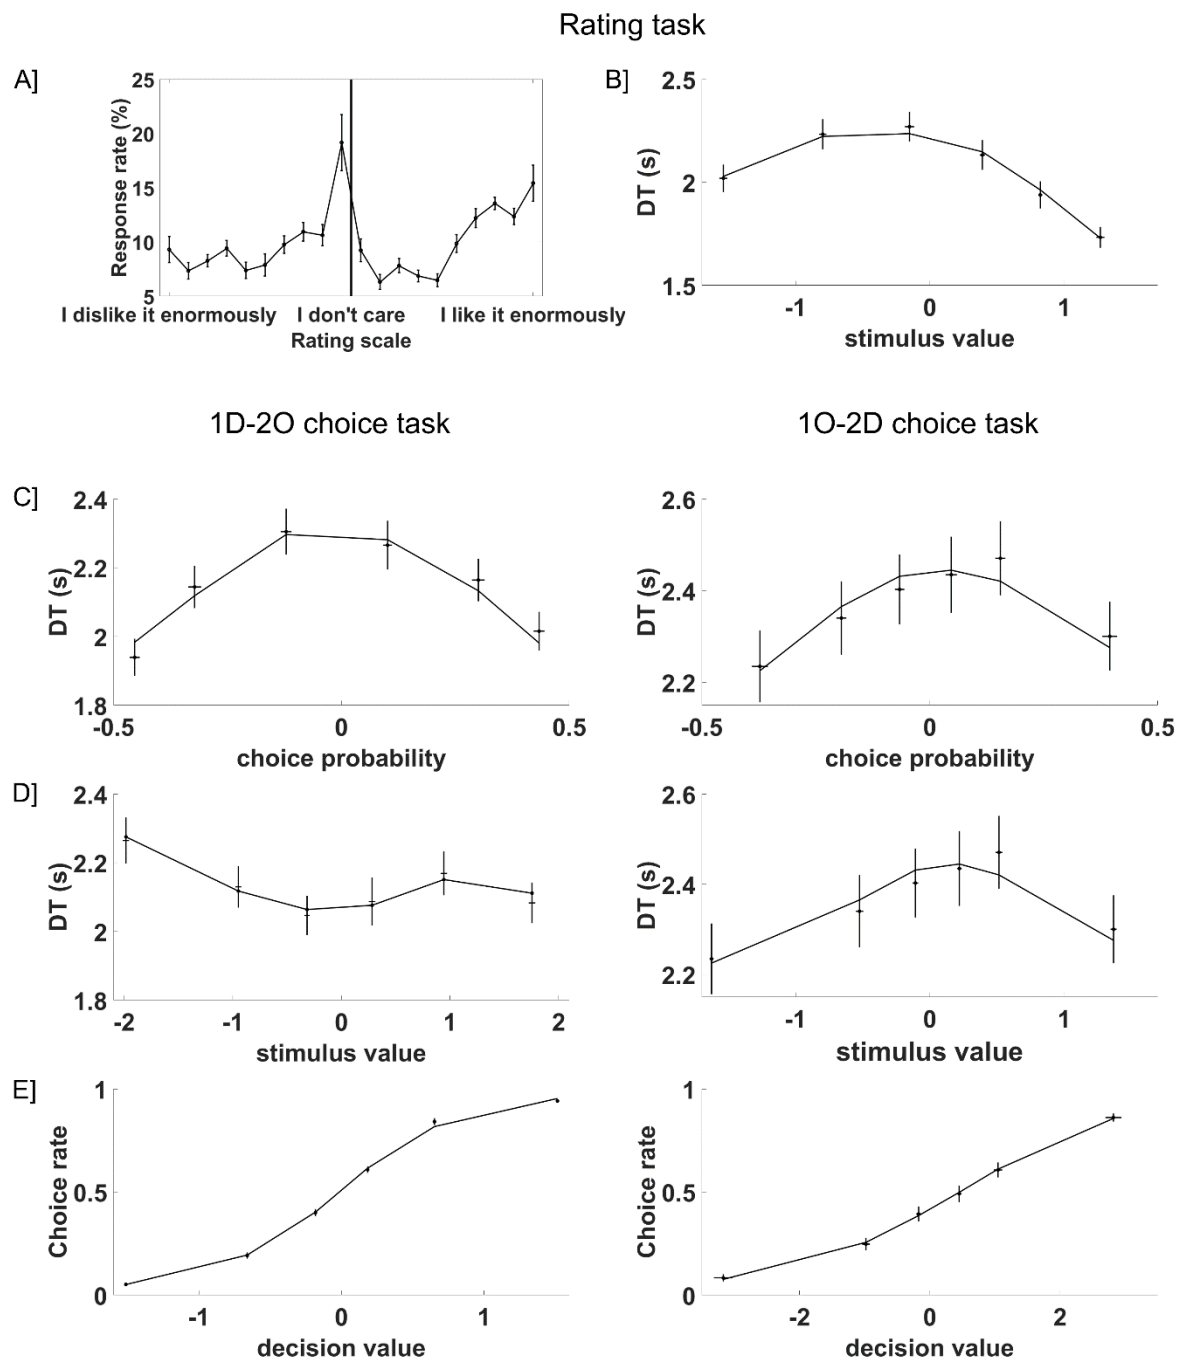 Rating task
A]
Response rate (%)
25
20
15
10
5
I dislike it enormously
I don't care
I like it enormously
Rating scale
B]
DT (s)
2.5
2
1.5
-1
0
1
stimulus value
1D-2O choice task
1O-2D choice task
C]
DT (s)
2.4
2.2
2
1.8
-0.5
0
0.5
choice probability
DT (s)
2.6
2.4
2.2
-0.5
0
0.5
choice probability
D]
DT (s)
2.4
2.2
2
1.8
-2
-1
0
1
2
stimulus value
DT (s)
2.6
2.4
2.2
-1
0
1
stimulus value
E]
Choice rate
1
0.5
0
-1
0
1
decision value
Choice rate
1
0.5
0
-2
0
2
decision value